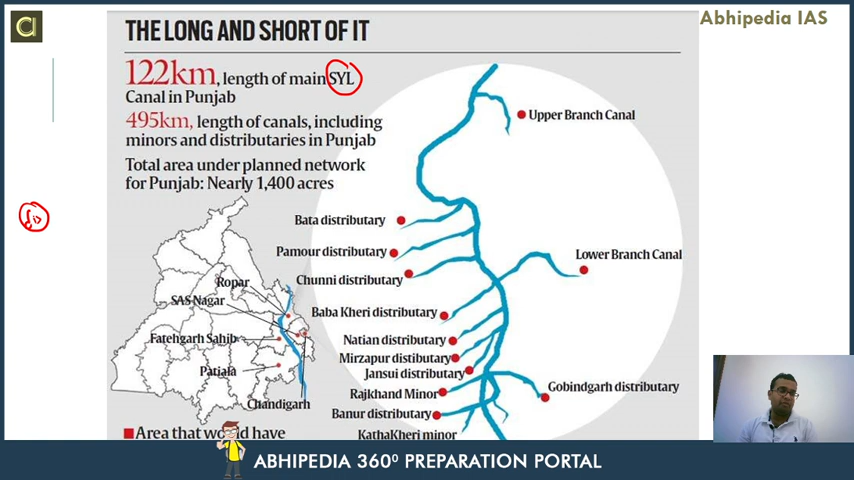 Abhipedia IAS
THE LONG AND SHORT OF IT
122km, length of main SYL
Canal in Punjab
495km, length of canals, including
minors and distributaries in Punjab
Total area under planned network
for Punjab: Nearly 1,400 acres
Upper Branch Canal
Bata distributary
Pamour distributary
Lower Branch Canal
Chunni distributary
Baba Kheri distributary
Natian distributary
Mirzapur distibutary
Jansui distributary
Rajkhand Minor
Gobindgarh distributary
Banur distributary
KathaKheri minor
Ropar
SAS Nagar
Fatehgarh Sahib
Patiala
Chandigarh
Area that would have
ABHIPEDIA 360⁰ PREPARATION PORTAL